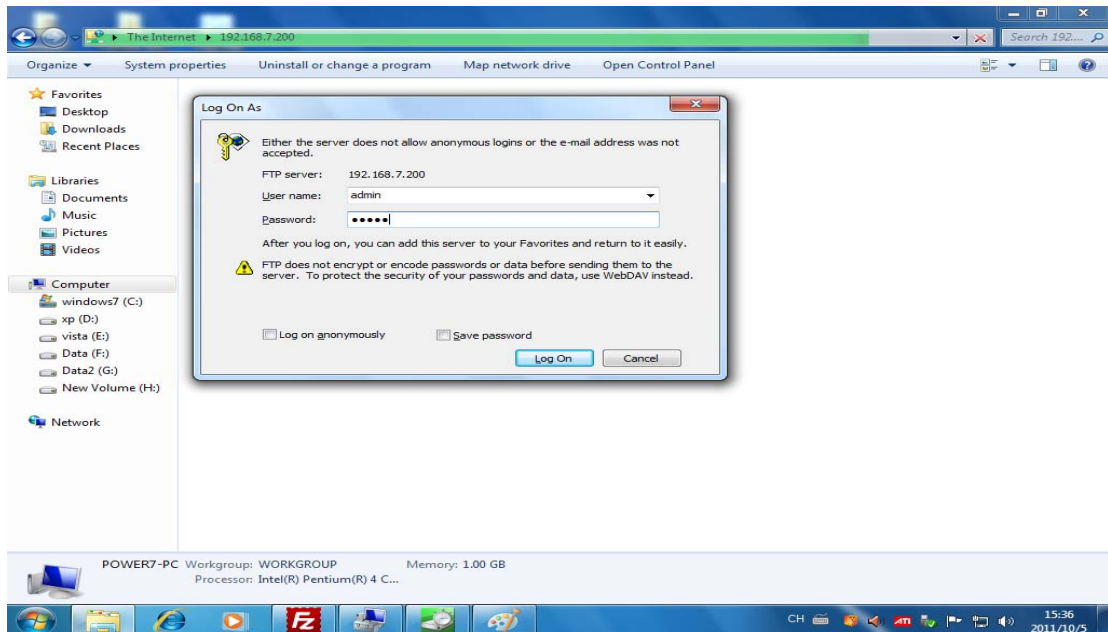 The Internet ▸ 192.168.7.200
Search 192....
Organize System properties Uninstall or change a program Map network drive Open Control Panel
Favorites
Desktop
Downloads
Recent Places
Libraries
Documents
Music
Pictures
Videos
Computer
windows7 (C:)
xp (D:)
vista (E:)
Data (F:)
Data2 (G:)
New Volume (H:)
Network
Log On As
Either the server does not allow anonymous logins or the e-mail address was not
accepted.
FTP server: 192.168.7.200
User name: admin
Password: •••••
After you log on, you can add this server to your Favorites and return to it easily.
FTP does not encrypt or encode passwords or data before sending them to the
server. To protect the security of your passwords and data, use WebDAV instead.
Log on anonymously Save password
Log On Cancel
POWER7-PC Workgroup: WORKGROUP Memory: 1.00 GB
Processor: Intel(R) Pentium(R) 4 C...
Fz
CH ATI 15:36
2011/10/5